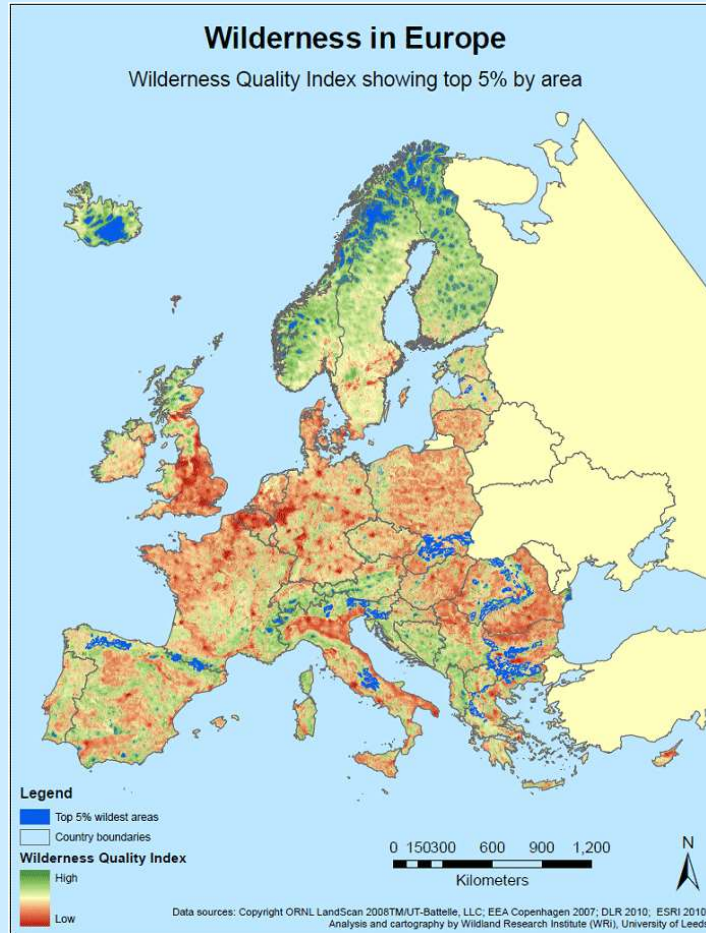 Wilderness in Europe
Wilderness Quality Index showing top 5% by area
Legend
Top 5% wildest areas
Country boundaries
Wilderness Quality Index
High
Low
0 150300 600 900 1,200
Kilometers
N
Data sources: Copyright ORNL LandScan 2008TM/UT-Battelle, LLC; EEA Copenhagen 2007; DLR 2010; ESRI 2010
Analysis and cartography by Wildland Research Institute (WRi), University of Leeds